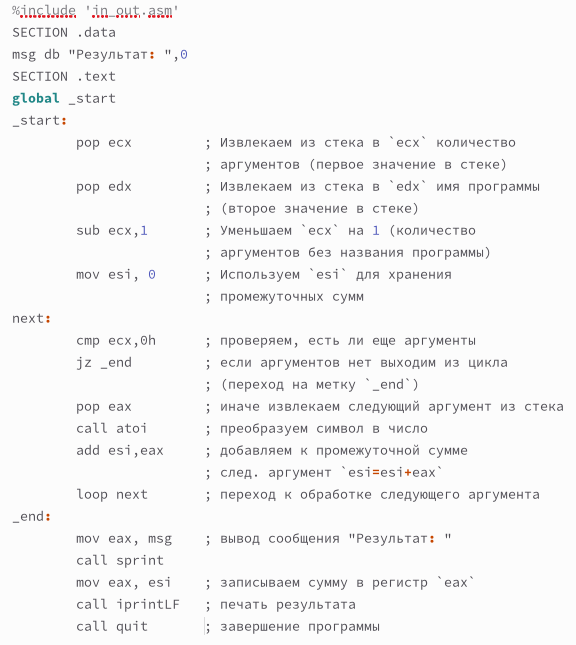 %include 'in_out.asm'
SECTION .data
msg db "Результат: ",0
SECTION .text
global _start
_start:
pop ecx ; Извлекаем из стека в `ecx` количество
; аргументов (первое значение в стеке)
pop edx ; Извлекаем из стека в `edx` имя программы
; (второе значение в стеке)
sub ecx,1 ; Уменьшаем `ecx` на 1 (количество
; аргументов без названия программы)
mov esi, 0 ; Используем `esi` для хранения
; промежуточных сумм
next:
cmp ecx,0h ; проверяем, есть ли еще аргументы
jz _end ; если аргументов нет выходим из цикла
; (переход на метку `_end`)
pop eax ; иначе извлекаем следующий аргумент из стека
call atoi ; преобразуем символ в число
add esi,eax ; добавляем к промежуточной сумме
; след. аргумент `esi=esi+eax`
loop next ; переход к обработке следующего аргумента
_end:
mov eax, msg ; вывод сообщения "Результат: "
call sprint
mov eax, esi ; записываем сумму в регистр `eax`
call iprintLF ; печать результата
call quit ; завершение программы